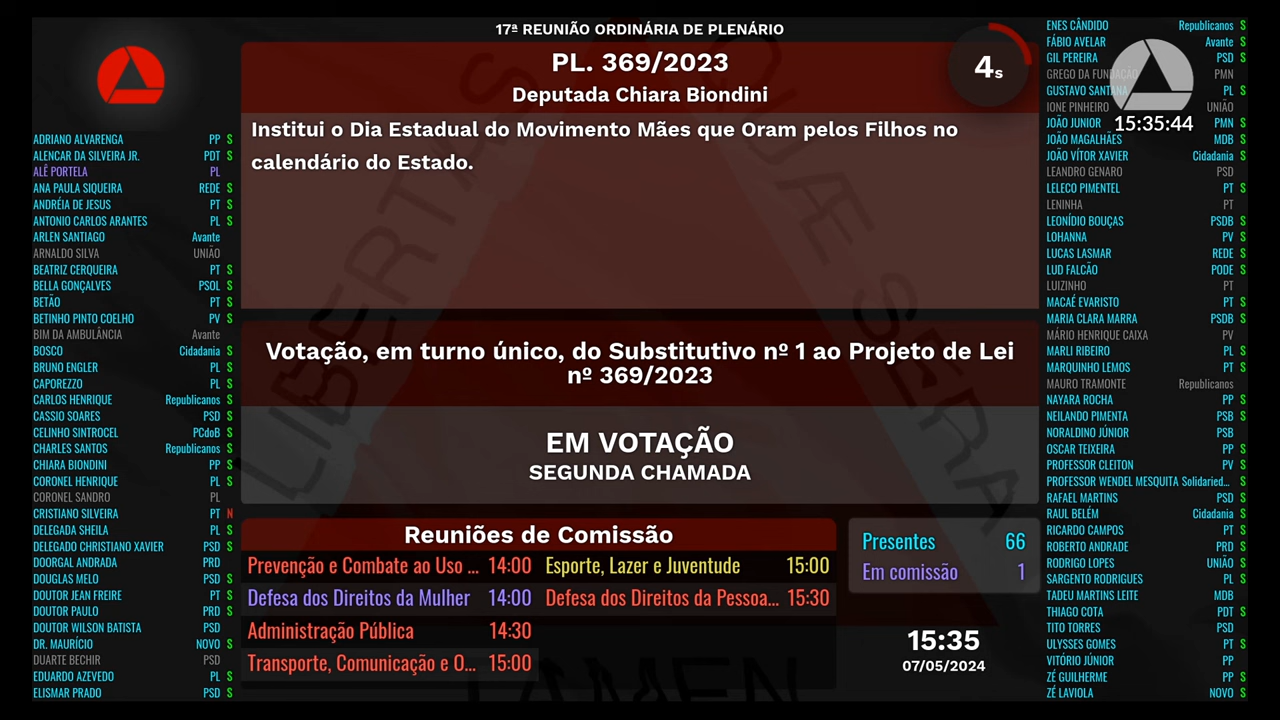 17ª REUNIÃO ORDINÁRIA DE PLENÁRIO
PL. 369/2023
Deputada Chiara Biondini
4s
Institui o Dia Estadual do Movimento Mães que Oram pelos Filhos no
calendário do Estado.
Votação, em turno único, do Substitutivo nº 1 ao Projeto de Lei
nº 369/2023
EM VOTAÇÃO
SEGUNDA CHAMADA
Reuniões de Comissão
Prevenção e Combate ao Uso ... 14:00 Esporte, Lazer e Juventude 15:00
Defesa dos Direitos da Mulher 14:00 Defesa dos Direitos da Pessoa... 15:30
Administração Pública 14:30
Transporte, Comunicação e O... 15:00
Presentes 66
Em comissão 1
15:35
07/05/2024
ADRIANO ALVARENGA PP S
ALENCAR DA SILVEIRA JR. PDT S
ALÊ PORTELA PL
ANA PAULA SIQUEIRA REDE S
ANDRÉIA DE JESUS PT S
ANTONIO CARLOS ARANTES PL S
ARLEN SANTIAGO Avante
ARNALDO SILVA UNIÃO
BEATRIZ CERQUEIRA PT S
BELLA GONÇALVES PSOL S
BETÃO PT S
BETINHO PINTO COELHO PV S
BIM DA AMBULÂNCIA Avante
BOSCO Cidadania S
BRUNO ENGLER PL S
CAPOREZZO PL S
CARLOS HENRIQUE Republicanos S
CASSIO SOARES PSD S
CELINHO SINTROCEL PCdoB S
CHARLES SANTOS Republicanos S
CHIARA BIONDINI PP S
CORONEL HENRIQUE PL S
CORONEL SANDRO PL
CRISTIANO SILVEIRA PT N
DELEGADA SHEILA PL S
DELEGADO CHRISTIANO XAVIER PSD S
DOORGAL ANDRADA PRD
DOUGLAS MELO PSD S
DOUTOR JEAN FREIRE PT S
DOUTOR PAULO PRD S
DOUTOR WILSON BATISTA PSD
DR. MAURÍCIO NOVO S
DUARTE BECHIR PSD
EDUARDO AZEVEDO PL S
ELISMAR PRADO PSD S
ENES CÂNDIDO Republicanos S
FÁBIO AVELAR Avante S
GIL PEREIRA PSD S
GREGO DA FUNDAÇÃO PMN
GUSTAVO SANTANA PL S
IONE PINHEIRO UNIÃO
15:35:44
JOÃO JUNIOR PMN S
JOÃO MAGALHÃES MDB S
JOÃO VÍTOR XAVIER Cidadania S
LEANDRO GENARO PSD
LELECO PIMENTEL PT S
LENINHA PT
LEONÍDIO BOUÇAS PSDB S
LOHANNA PV S
LUCAS LASMAR REDE S
LUD FALCÃO PODE S
LUIZINHO PT
MACAÉ EVARISTO PT S
MARIA CLARA MARRA PSDB S
MÁRIO HENRIQUE CAIXA PV
MARLI RIBEIRO PL S
MARQUINHO LEMOS PT S
MAURO TRAMONTE Republicanos
NAYARA ROCHA PP S
NEILANDO PIMENTA PSB S
NORALDINO JÚNIOR PSB
OSCAR TEIXEIRA PP S
PROFESSOR CLEITON PV S
PROFESSOR WENDEL MESQUITA Solidaried... S
RAFAEL MARTINS PSD S
RAUL BELÉM Cidadania S
RICARDO CAMPOS PT S
ROBERTO ANDRADE PRD S
RODRIGO LOPES UNIÃO S
SARGENTO RODRIGUES PL S
TADEU MARTINS LEITE MDB
THIAGO COTA PDT S
TITO TORRES PSD
ULYSSES GOMES PT S
VITÓRIO JÚNIOR PP
ZÉ GUILHERME PP S
ZÉ LAVIOLA NOVO S
LIBERTAS
QUÆ SERA
TAMEN